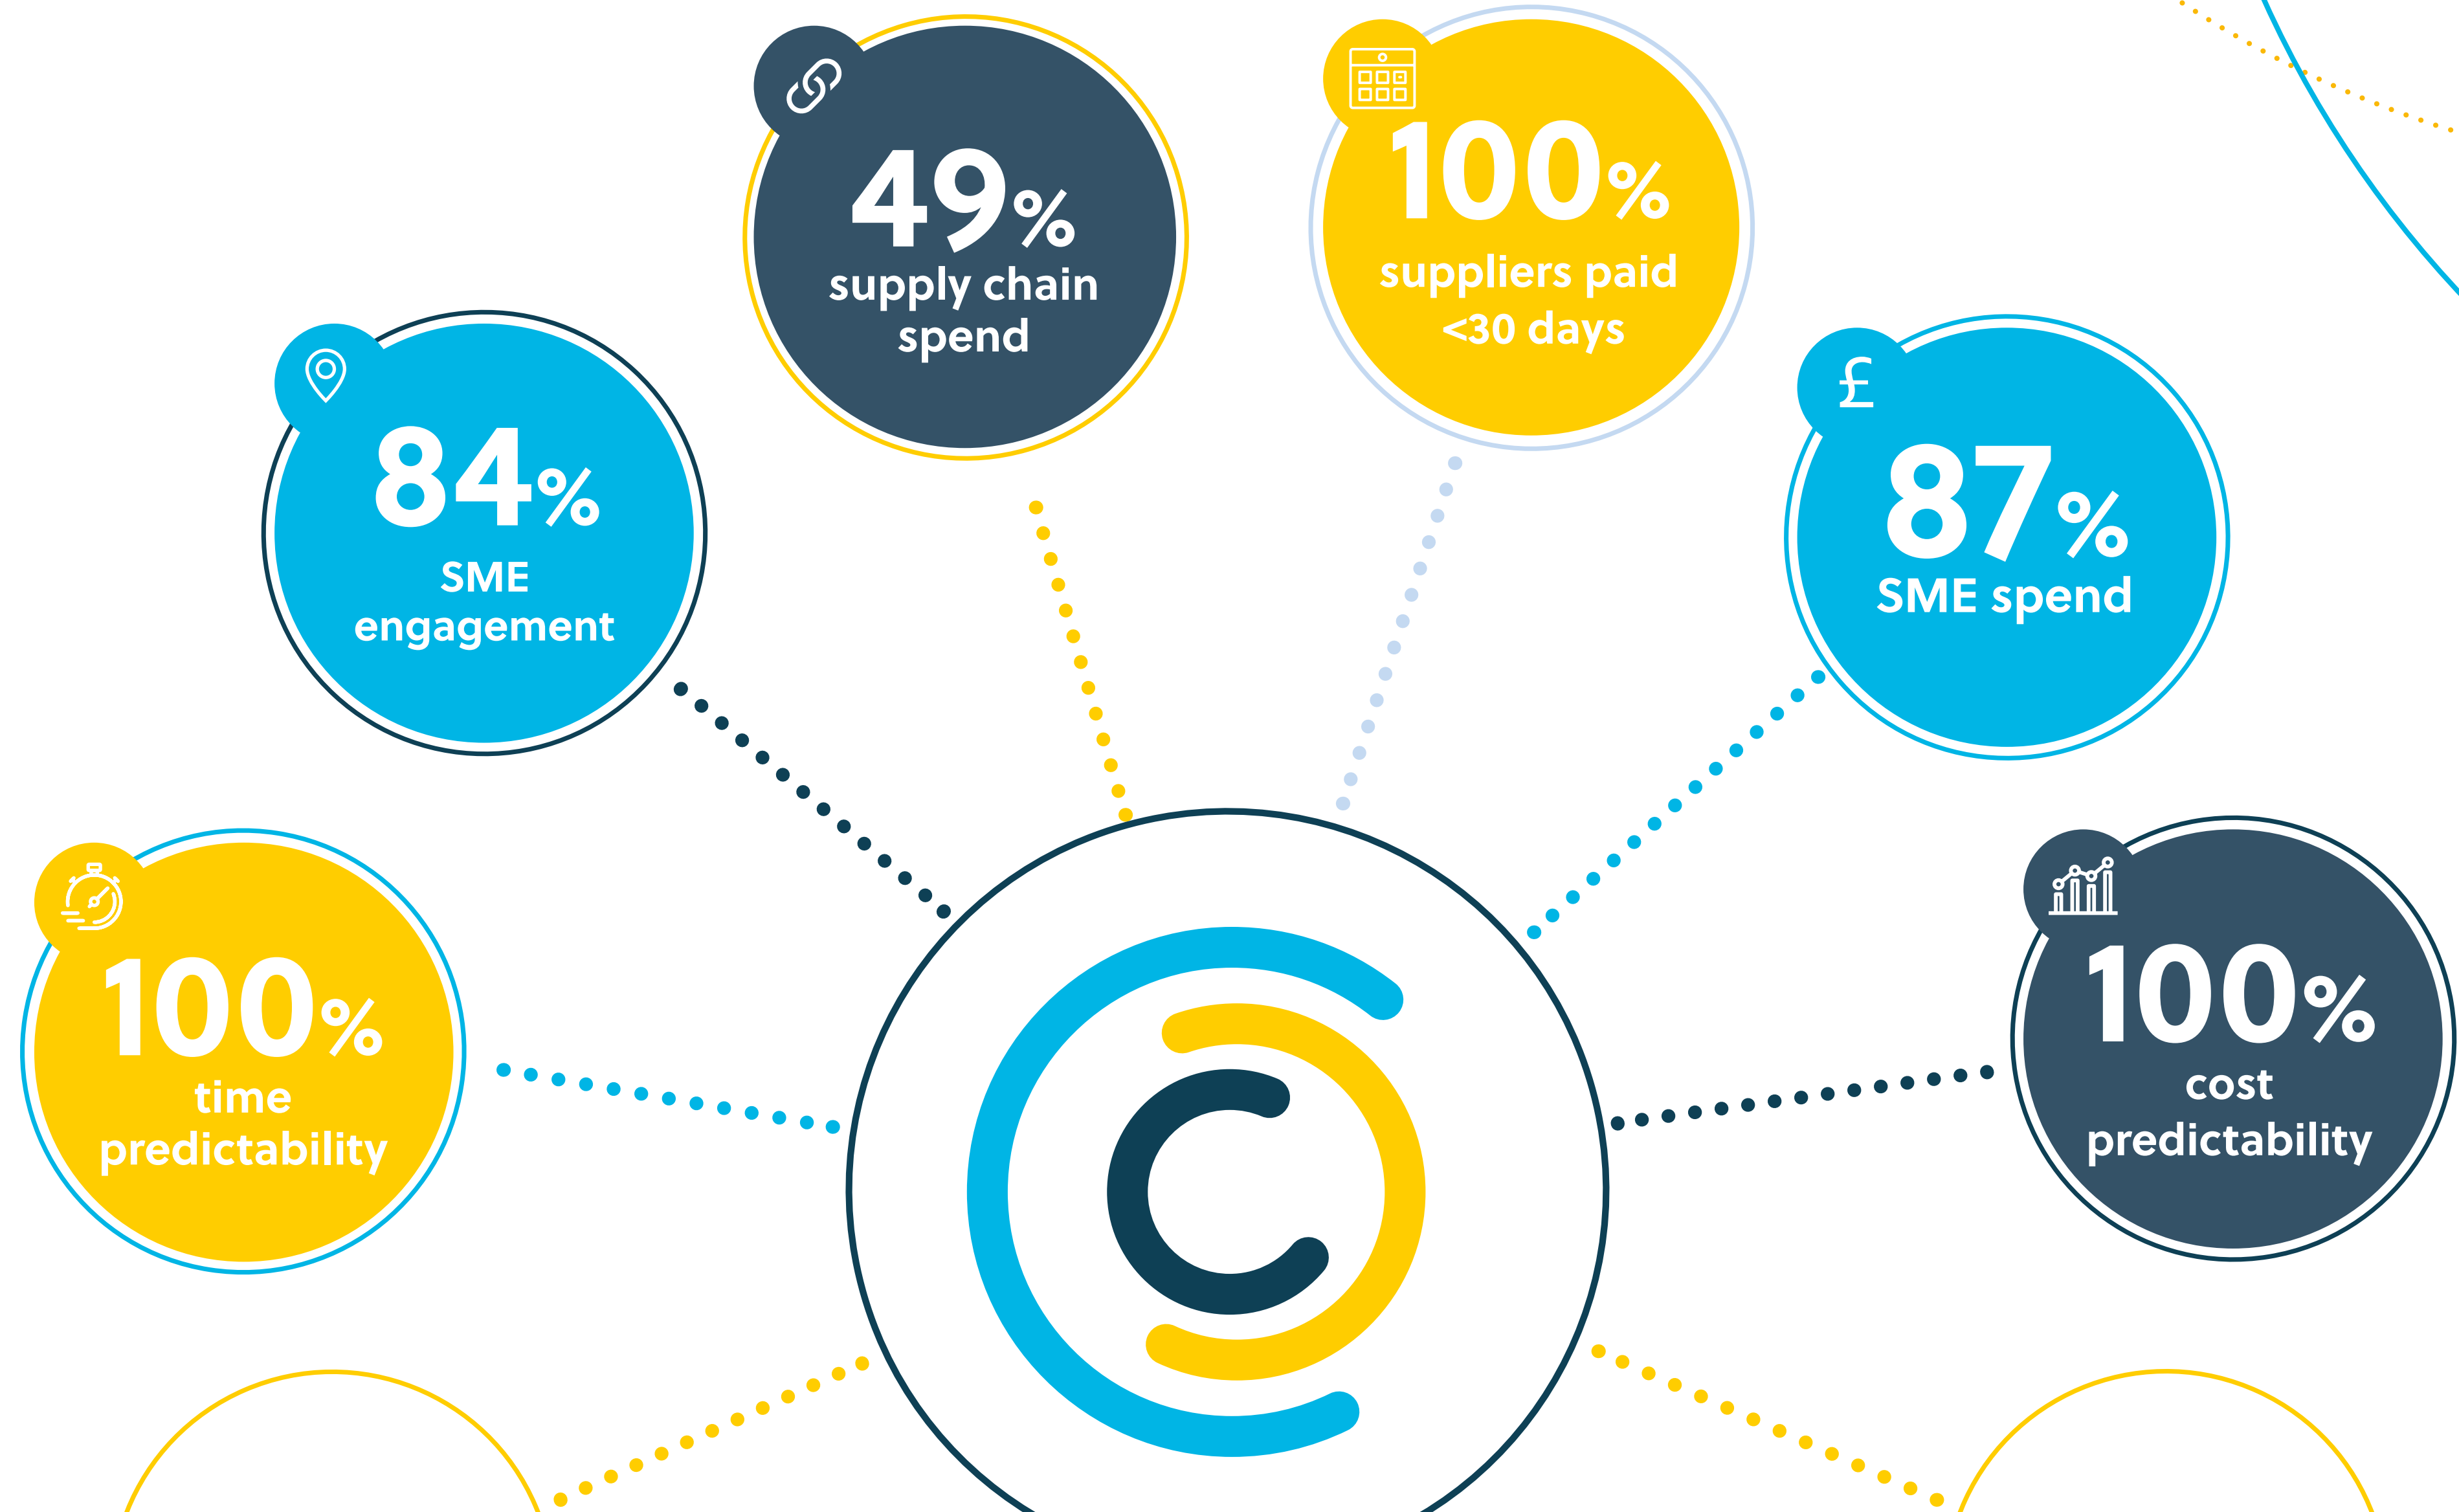 49%
supply chain
spend
100%
suppliers paid
<30 days
84%
SME
engagement
£
87%
SME spend
100%
time
predictability
100%
cost
predictability